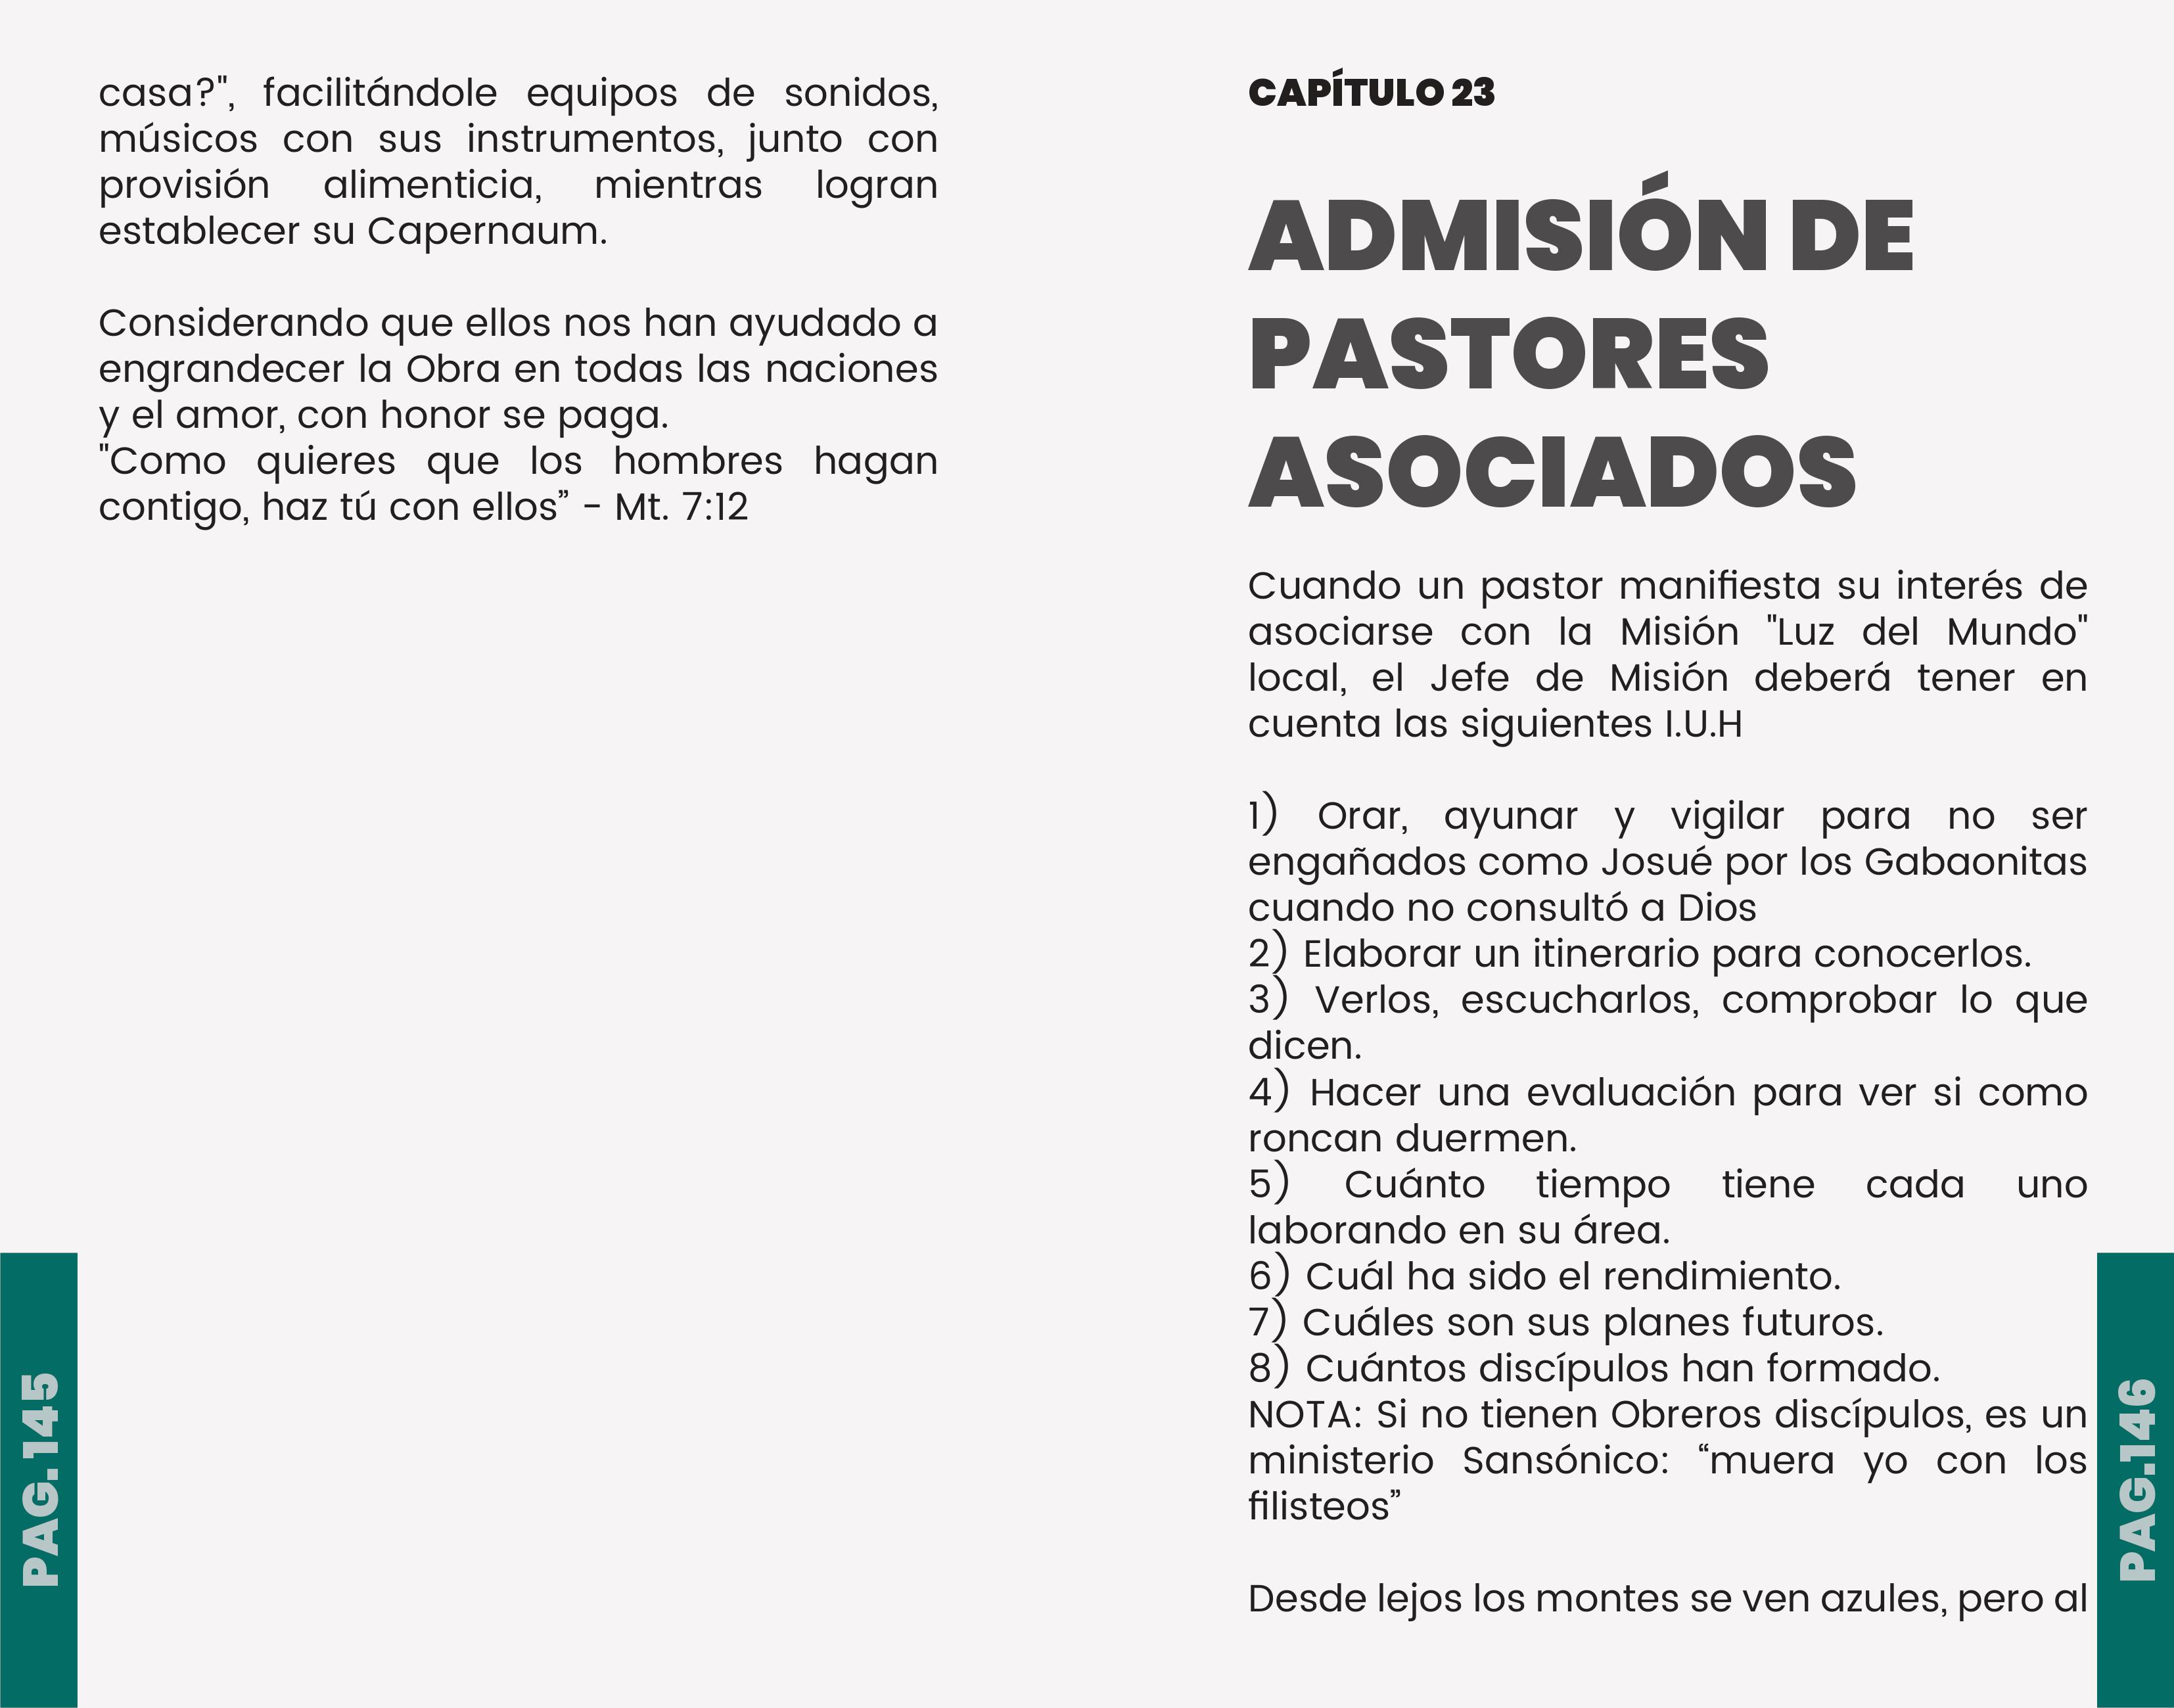 casa?", facilitándole equipos de sonidos,
músicos con sus instrumentos, junto con
provisión alimenticia, mientras logran
establecer su Capernaum.
Considerando que ellos nos han ayudado a
engrandecer la Obra en todas las naciones
y el amor, con honor se paga.
"Como quieres que los hombres hagan
contigo, haz tú con ellos” - Mt. 7:12
PAG.145
CAPÍTULO 23
ADMISIÓN DE
PASTORES
ASOCIADOS
Cuando un pastor manifiesta su interés de
asociarse con la Misión "Luz del Mundo"
local, el Jefe de Misión deberá tener en
cuenta las siguientes I.U.H
1) Orar, ayunar y vigilar para no ser
engañados como Josué por los Gabaonitas
cuando no consultó a Dios
2) Elaborar un itinerario para conocerlos.
3) Verlos, escucharlos, comprobar lo que
dicen.
4) Hacer una evaluación para ver si como
roncan duermen.
5) Cuánto tiempo tiene cada uno
laborando en su área.
6) Cuál ha sido el rendimiento.
7) Cuáles son sus planes futuros.
8) Cuántos discípulos han formado.
NOTA: Si no tienen Obreros discípulos, es un
ministerio Sansónico: “muera yo con los
filisteos”
Desde lejos los montes se ven azules, pero al
PAG.146